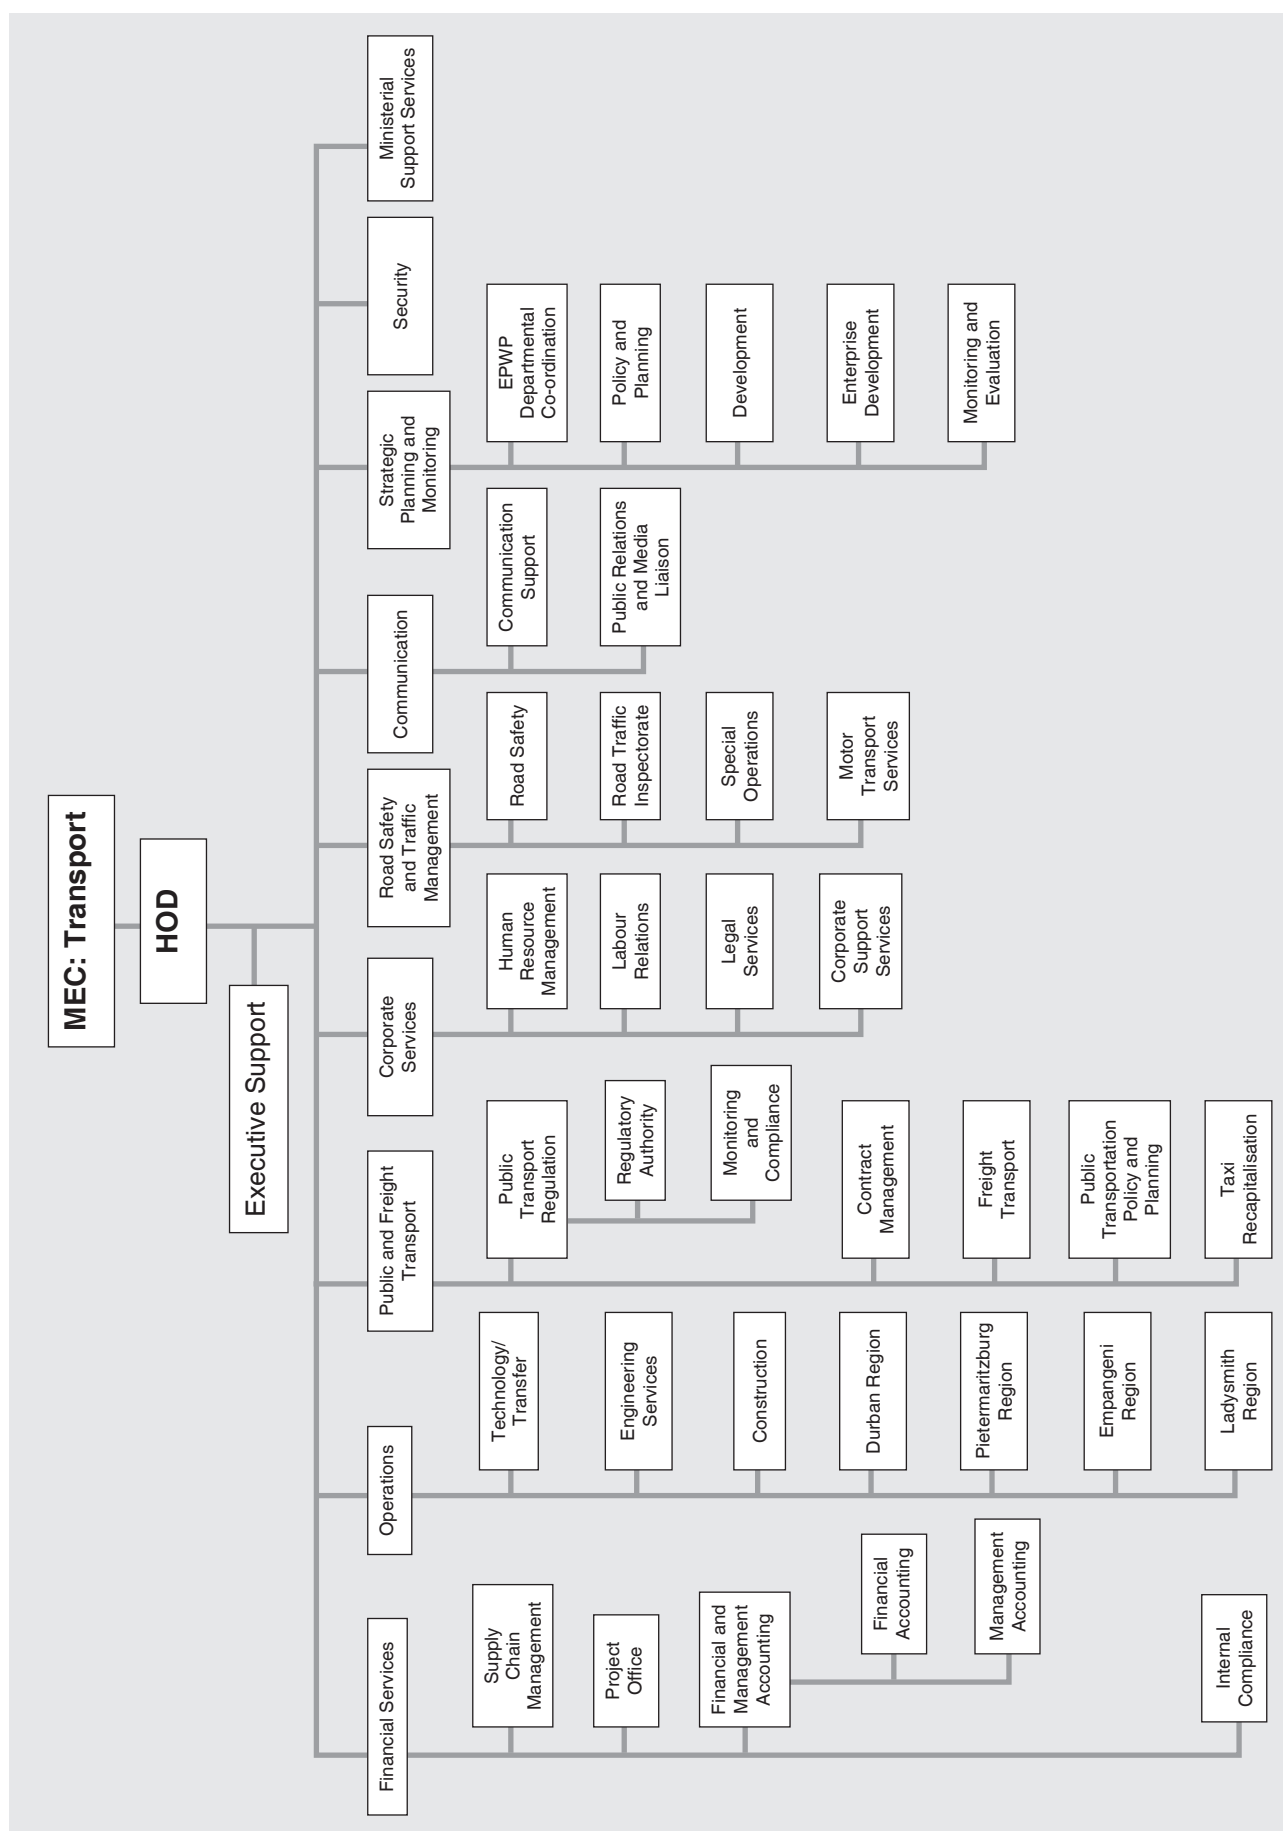 MEC: Transport
HOD
Executive Support
Financial Services
Supply
Chain
Management
Project
Office
Financial and
Management
Accounting
Financial
Accounting
Management
Accounting
Internal
Compliance
Operations
Technology/
Transfer
Engineering
Services
Construction
Durban Region
Pietermaritzburg
Region
Empangeni
Region
Ladysmith
Region
Public and Freight
Transport
Public
Transport
Regulation
Regulatory
Authority
Monitoring
and
Compliance
Contract
Management
Freight
Transport
Public
Transportation
Policy and
Planning
Taxi
Recapitalisation
Corporate
Services
Human
Resource
Management
Labour
Relations
Legal
Services
Corporate
Support
Services
Road Safety
and Traffic
Management
Road Safety
Road Traffic
Inspectorate
Special
Operations
Motor
Transport
Services
Communication
Communication
Support
Public Relations
and Media
Liaison
Strategic
Planning and
Monitoring
EPWP
Departmental
Co-ordination
Policy and
Planning
Development
Enterprise
Development
Monitoring and
Evaluation
Security
Ministerial
Support Services